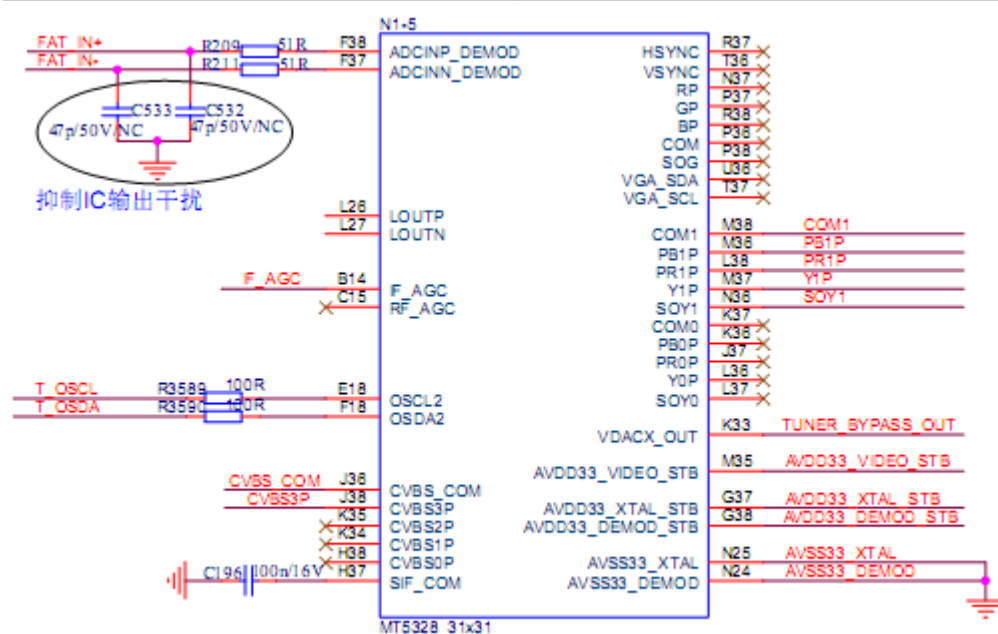 N1-5
FAT_IN+
R209
51R
F38
ADCINP_DEMOD
FAT_IN-
R211
51R
F37
ADCINN_DEMOD
C533
47p/50V/NC
C532
47p/50V/NC
抑制IC输出干扰
L26
LOUTP
L27
LOUTN
IF_AGC
B14
IF_AGC
C15
RF_AGC
T_OSCL
R3589
100R
E18
OSCL2
T_OSDA
R3590
100R
F18
OSDA2
CVBS_COM
J36
CVBS_COM
CVBS3P
J38
CVBS3P
K35
CVBS2P
K34
CVBS1P
H38
CVBS0P
C196
100n/16V
H37
SIF_COM
HSYNC
R37
VSYNC
T36
RP
N37
GP
P37
BP
R38
COM
P36
SOG
P38
VGA_SDA
U36
VGA_SCL
T37
COM1
M38
COM1
PB1P
M36
PB1P
PR1P
L38
PR1P
Y1P
M37
Y1P
SOY1
N36
SOY1
COM0
K37
PB0P
K36
PR0P
J37
Y0P
L36
SOY0
L37
VDACX_OUT
K33
TUNER_BYPASS_OUT
AVDD33_VIDEO_STB
M35
AVDD33_VIDEO_STB
AVDD33_XTAL_STB
G37
AVDD33_XTAL_STB
AVDD33_DEMOD_STB
G38
AVDD33_DEMOD_STB
AVSS33_XTAL
N25
AVSS33_XTAL
AVSS33_DEMOD
N24
AVSS33_DEMOD
MT5328_31x31